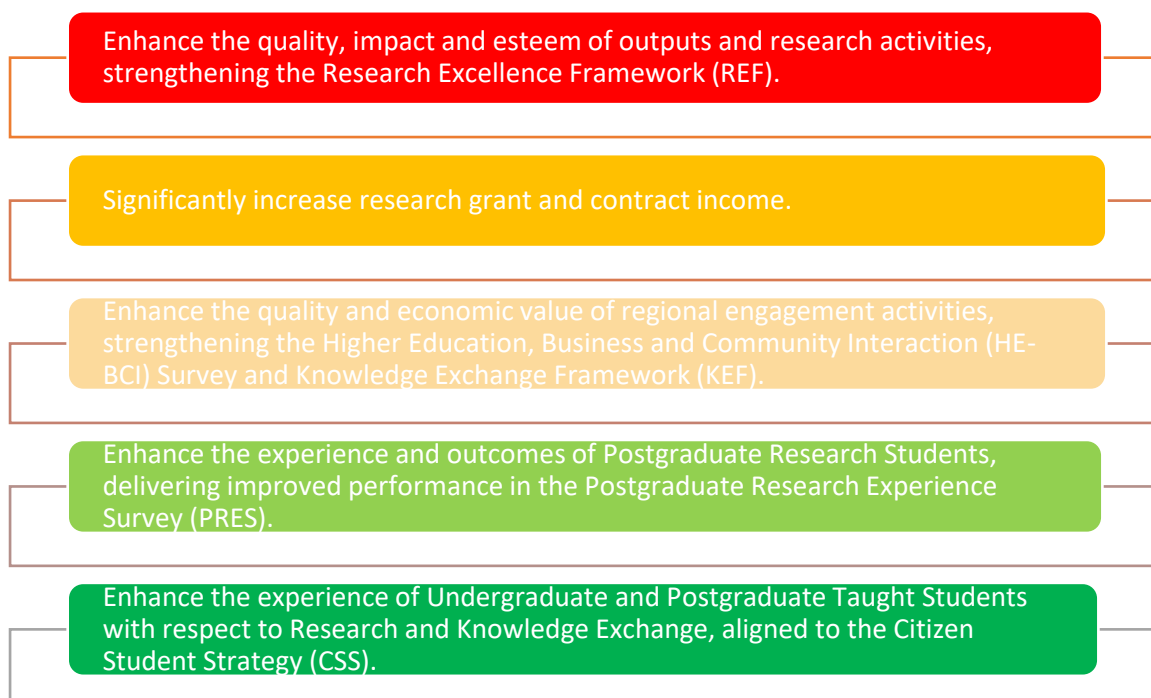 Enhance the quality, impact and esteem of outputs and research activities,
strengthening the Research Excellence Framework (REF).
Significantly increase research grant and contract income.
Enhance the quality and economic value of regional engagement activities,
strengthening the Higher Education, Business and Community Interaction (HE-
BCI) Survey and Knowledge Exchange Framework (KEF).
Enhance the experience and outcomes of Postgraduate Research Students,
delivering improved performance in the Postgraduate Research Experience
Survey (PRES).
Enhance the experience of Undergraduate and Postgraduate Taught Students
with respect to Research and Knowledge Exchange, aligned to the Citizen
Student Strategy (CSS).